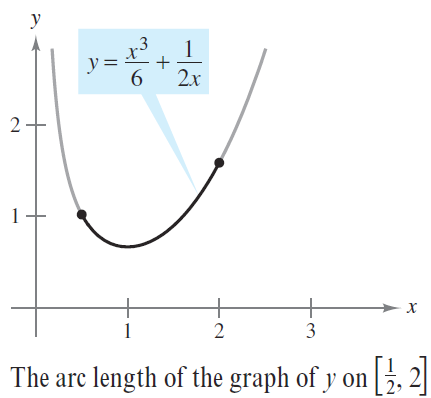 y
y = x³/6 + 1/(2x)
2
1
x
1 2 3
The arc length of the graph of y on [1/2, 2]